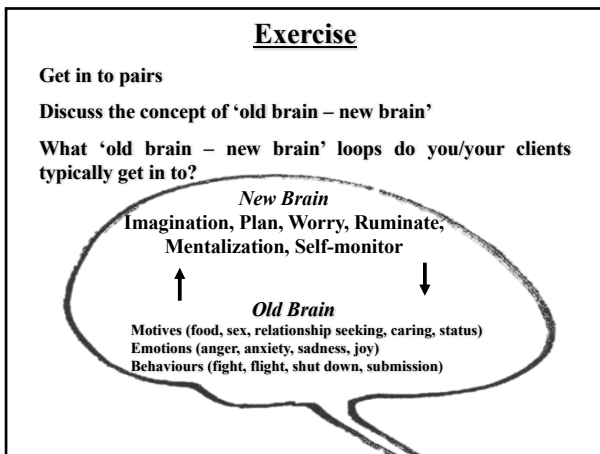 Exercise
Get in to pairs
Discuss the concept of ‘old brain – new brain’
What ‘old brain – new brain’ loops do you/your clients
typically get in to?
New Brain
Imagination, Plan, Worry, Ruminate,
Mentalization, Self-monitor
Old Brain
Motives (food, sex, relationship seeking, caring, status)
Emotions (anger, anxiety, sadness, joy)
Behaviours (fight, flight, shut down, submission)